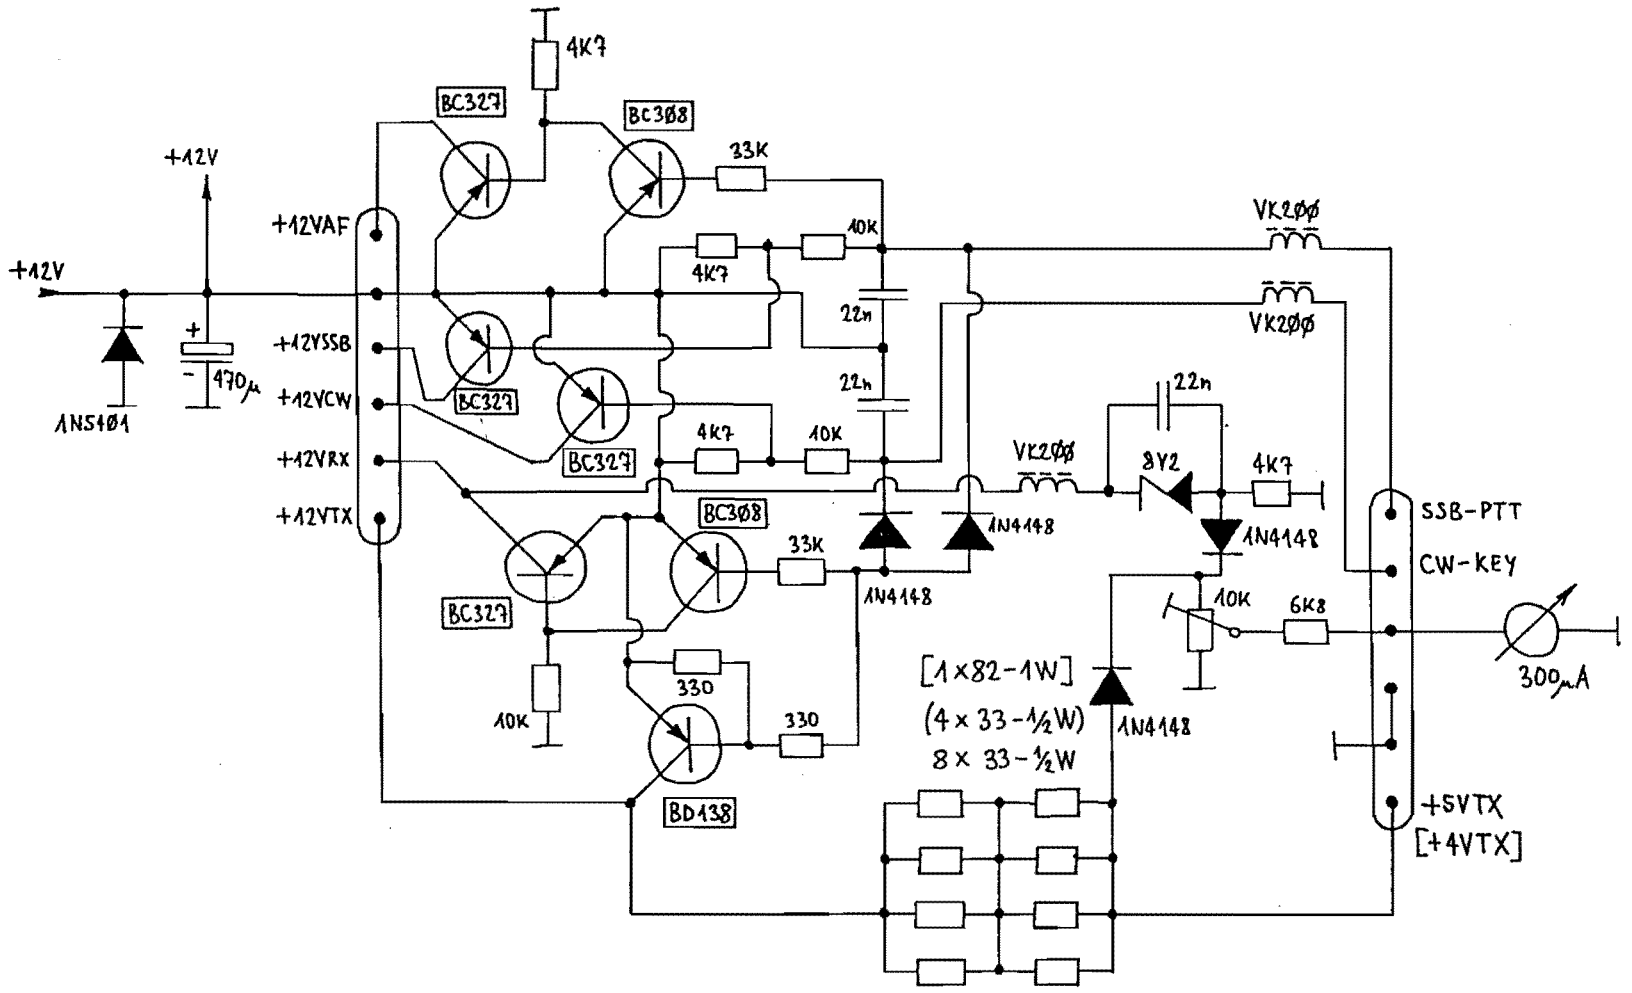 4K7
BC327
BC308
+12V
33K
VK200
+12VAF
10K
+12V
4K7
22n
VK200
+
+12VSSB
-
470µ
22n
22n
+12VCW
BC327
1N5401
4K7
10K
VK200
8V2
4K7
+12VRX
BC327
+12VTX
BC308
1N4148
SSB-PTT
33K
1N4148
CW-KEY
1N4148
10K
6K8
BC327
[1×82-1W]
330
300µA
(4×33-½W)
10K
330
1N4148
8×33-½W
BD138
+5VTX
[+4VTX]